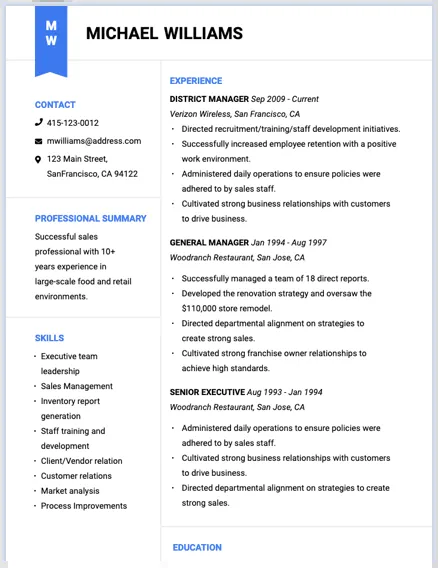 M
W
MICHAEL WILLIAMS
CONTACT
415-123-0012
mwilliams@address.com
123 Main Street,
SanFrancisco, CA 94122
PROFESSIONAL SUMMARY
Successful sales
professional with 10+
years experience in
large-scale food and retail
environments.
SKILLS
• Executive team
leadership
• Sales Management
• Inventory report
generation
• Staff training and
development
• Client/Vendor relation
• Customer relations
• Market analysis
• Process Improvements
EXPERIENCE
DISTRICT MANAGER Sep 2009 - Current
Verizon Wireless, San Francisco, CA
• Directed recruitment/training/staff development initiatives.
• Successfully increased employee retention with a positive
work environment.
• Administered daily operations to ensure policies were
adhered to by sales staff.
• Cultivated strong business relationships with customers
to drive business.
GENERAL MANAGER Jan 1994 - Aug 1997
Woodranch Restaurant, San Jose, CA
• Successfully managed a team of 18 direct reports.
• Developed the renovation strategy and oversaw the
$110,000 store remodel.
• Directed departmental alignment on strategies to
create strong sales.
• Cultivated strong franchise owner relationships to
achieve high standards.
SENIOR EXECUTIVE Aug 1993 - Jan 1994
Woodranch Restaurant, San Jose, CA
• Administered daily operations to ensure policies were
adhered to by sales staff.
• Cultivated strong business relationships with customers
to drive business.
• Directed departmental alignment on strategies to create
strong sales.
EDUCATION